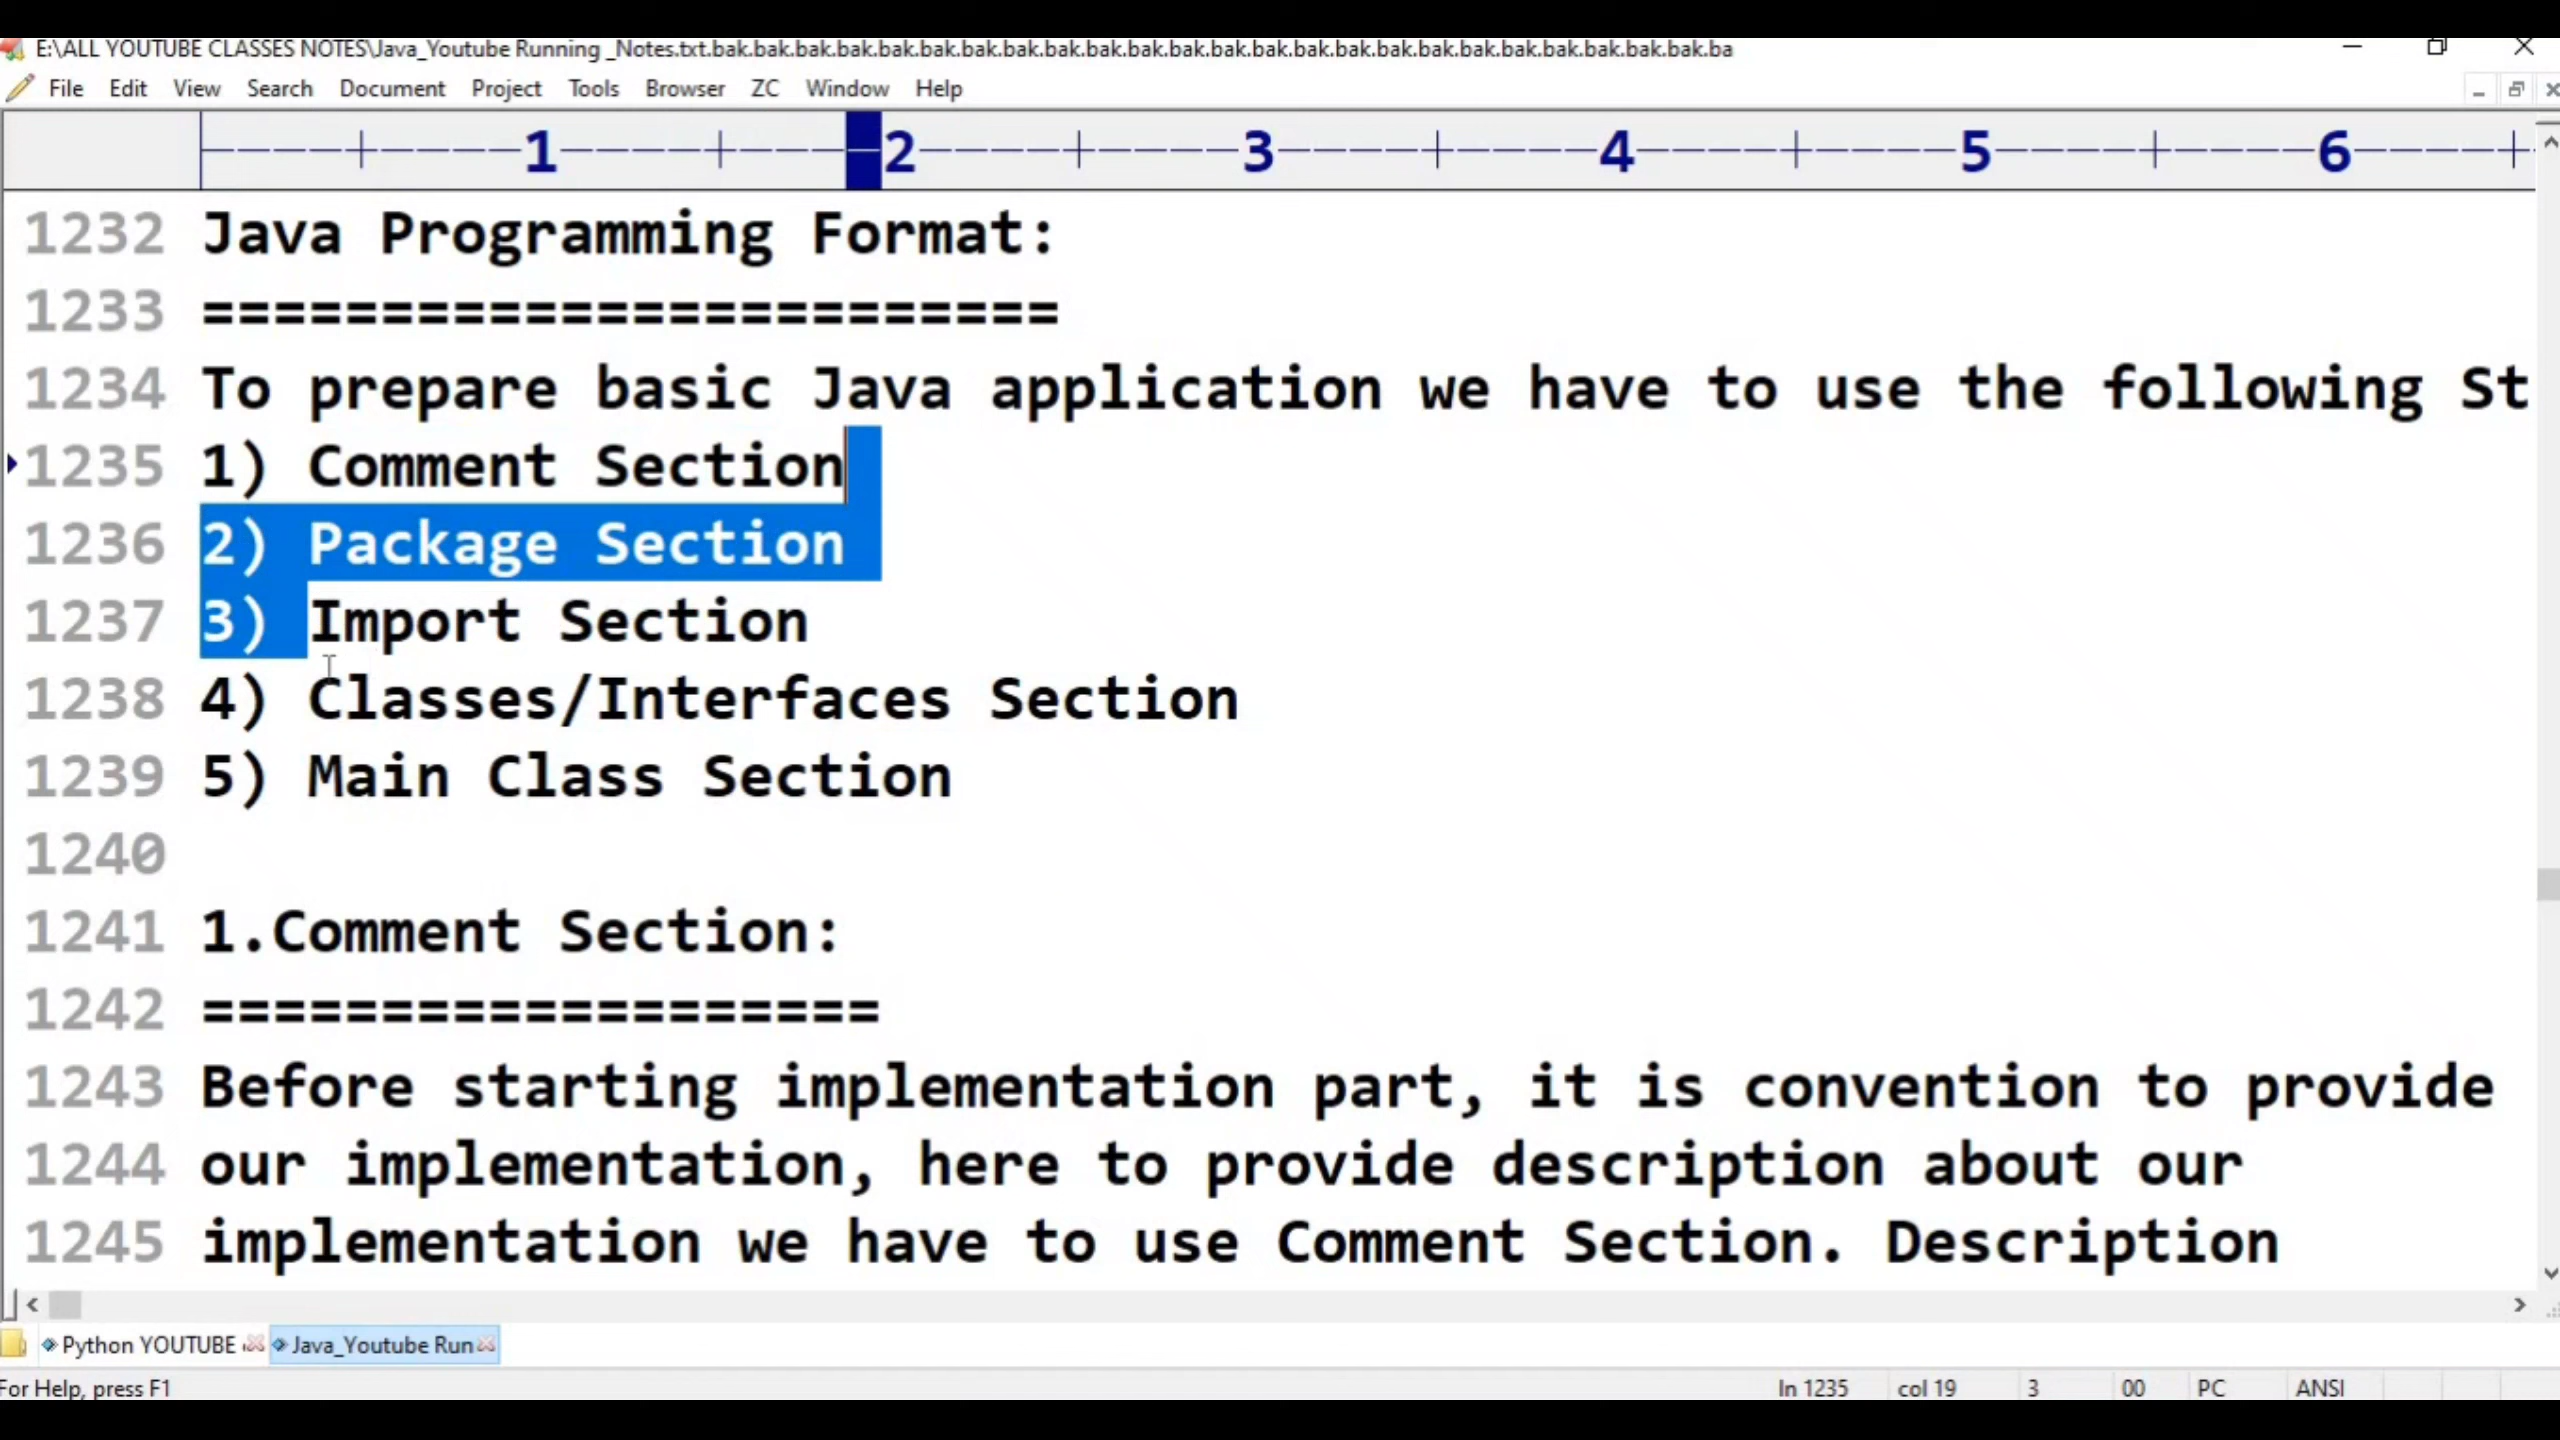 E:\ALL YOUTUBE CLASSES NOTES\Java_Youtube Running _Notes.txt.bak.bak.bak.bak.bak.bak.bak.bak.bak.bak.bak.bak.bak.bak.bak.bak.bak.bak.bak.bak.bak.bak.bak.bak.ba
File Edit View Search Document Project Tools Browser ZC Window Help
1 2 3 4 5 6
1232 Java Programming Format:
1233 ========================
1234 To prepare basic Java application we have to use the following St
1235 1) Comment Section
1236 2) Package Section
1237 3) Import Section
1238 4) Classes/Interfaces Section
1239 5) Main Class Section
1240
1241 1.Comment Section:
1242 ===================
1243 Before starting implementation part, it is convention to provide
1244 our implementation, here to provide description about our
1245 implementation we have to use Comment Section. Description
Python YOUTUBE Java_Youtube Run
For Help, press F1 ln 1235 col 19 3 00 PC ANSI